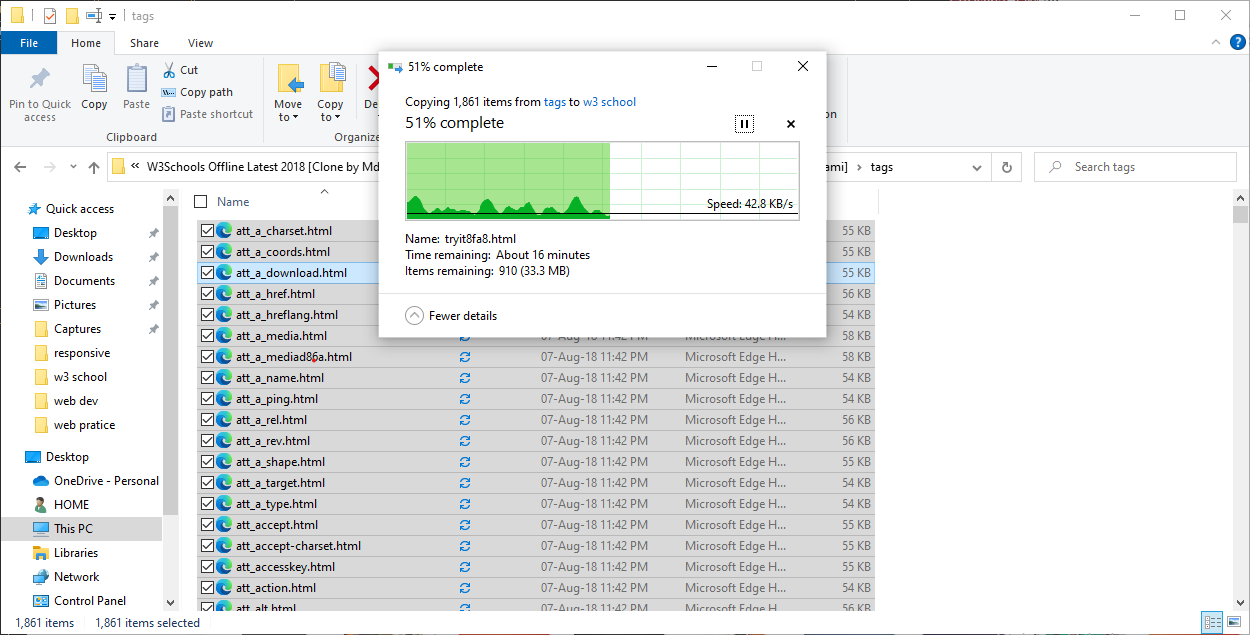 tags
File Home Share View
Pin to Quick access
Copy
Paste
Cut
Copy path
Paste shortcut
Clipboard
Move to
Copy to
De
Organize
on
« W3Schools Offline Latest 2018 [Clone by Md
ami] › tags
Search tags
51% complete
Copying 1,861 items from tags to w3 school
51% complete
Speed: 42.8 KB/s
Name: tryit8fa8.html
Time remaining: About 16 minutes
Items remaining: 910 (33.3 MB)
Fewer details
Quick access
Desktop
Downloads
Documents
Pictures
Captures
responsive
w3 school
web dev
web pratice
Desktop
OneDrive - Personal
HOME
This PC
Libraries
Network
Control Panel
Name
att_a_charset.html 55 KB
att_a_coords.html 55 KB
att_a_download.html 55 KB
att_a_href.html 56 KB
att_a_hreflang.html 54 KB
att_a_media.html 07-Aug-18 11:42 PM Microsoft Edge H... 58 KB
att_a_mediad86a.html 07-Aug-18 11:42 PM Microsoft Edge H... 58 KB
att_a_name.html 07-Aug-18 11:42 PM Microsoft Edge H... 54 KB
att_a_ping.html 07-Aug-18 11:42 PM Microsoft Edge H... 54 KB
att_a_rel.html 07-Aug-18 11:42 PM Microsoft Edge H... 56 KB
att_a_rev.html 07-Aug-18 11:42 PM Microsoft Edge H... 56 KB
att_a_shape.html 07-Aug-18 11:42 PM Microsoft Edge H... 55 KB
att_a_target.html 07-Aug-18 11:42 PM Microsoft Edge H... 54 KB
att_a_type.html 07-Aug-18 11:42 PM Microsoft Edge H... 54 KB
att_accept.html 07-Aug-18 11:42 PM Microsoft Edge H... 55 KB
att_accept-charset.html 07-Aug-18 11:42 PM Microsoft Edge H... 55 KB
att_accesskey.html 07-Aug-18 11:42 PM Microsoft Edge H... 55 KB
att_action.html 07-Aug-18 11:42 PM Microsoft Edge H... 54 KB
att_alt.html 07-Aug-18 11:42 PM Microsoft Edge H... 56 KB
1,861 items 1,861 items selected